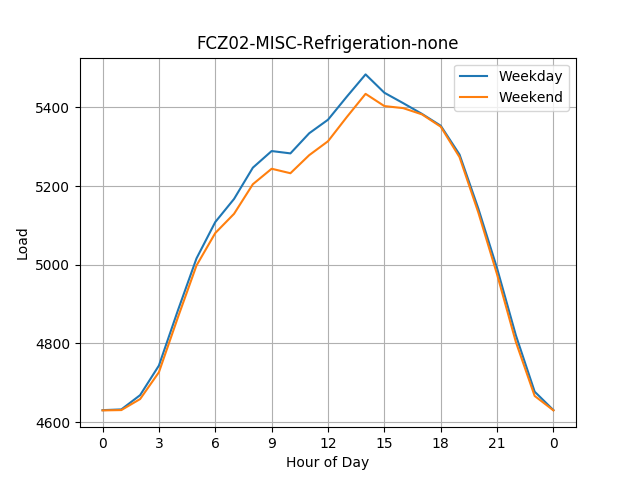 FCZ02-MISC-Refrigeration-none
Weekday
Weekend
Load
5400
5200
5000
4800
4600
0 3 6 9 12 15 18 21 0
Hour of Day